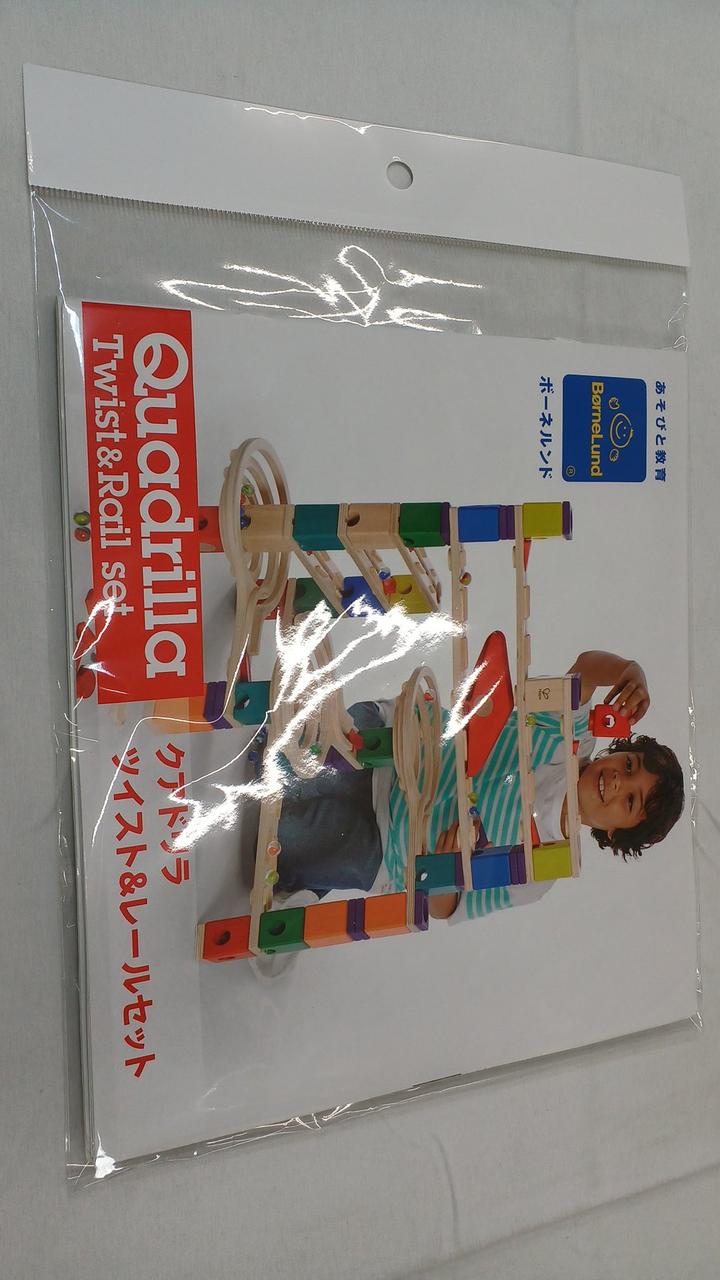 あそびと教育
BørneLund
®
ボーネルンド
Quadrilla
Twist&Rail set
クアドリラ
ツイスト&レールセット